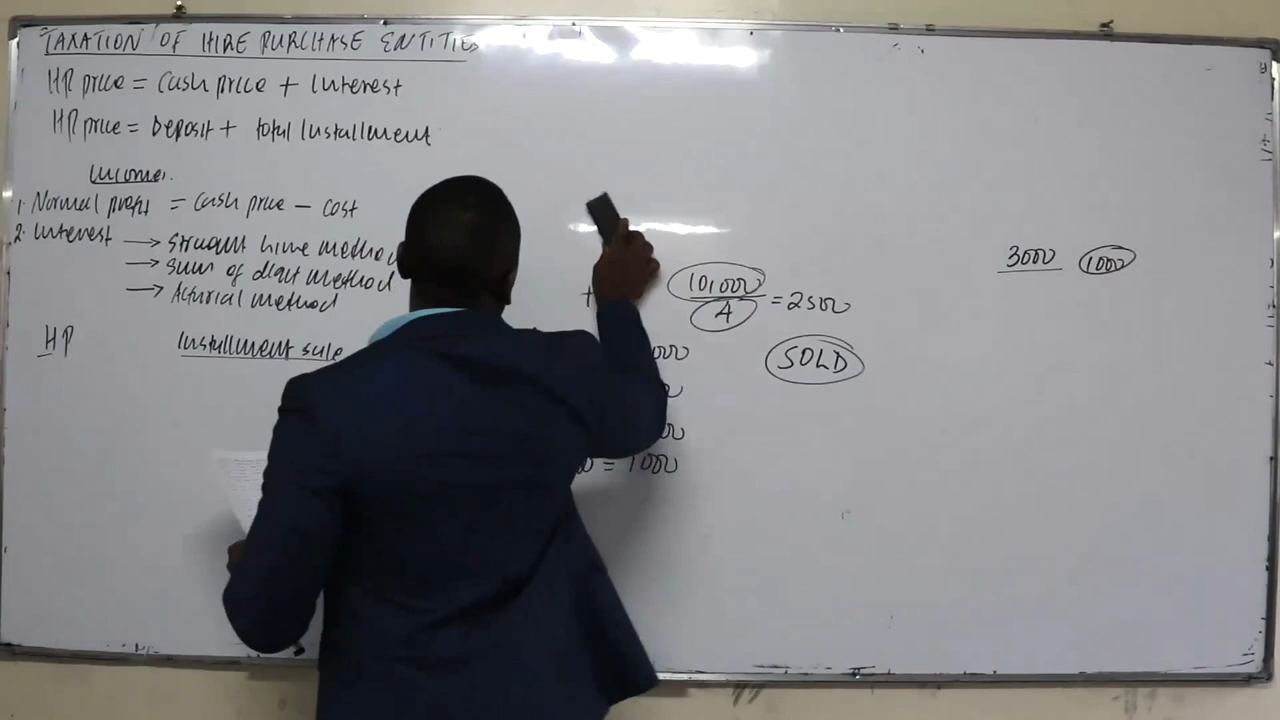 TAXATION OF HIRE PURCHASE ENTITIES
HP price = Cash price + Interest
HP price = Deposit + total Installment
Income.
1. Normal profit = Cash price - cost
2. Interest → Straight line method
→ Sum of digit method
→ Acturial method
HP Installment sale
+ 10,000 / 4 = 2500
SOLD
= 1000
3000 1000